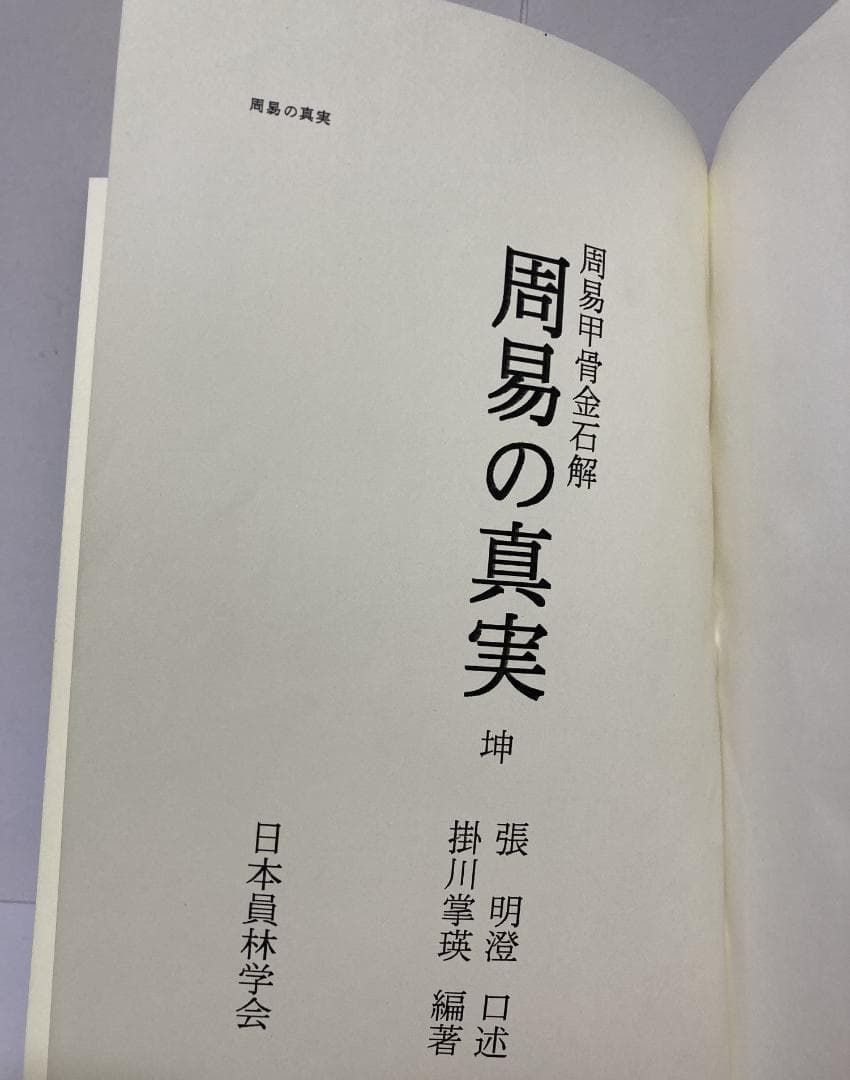 周易の真実
周易甲骨金石解
周易の真実 坤
張明澄 口述
掛川掌瑛 編著
日本員林学会